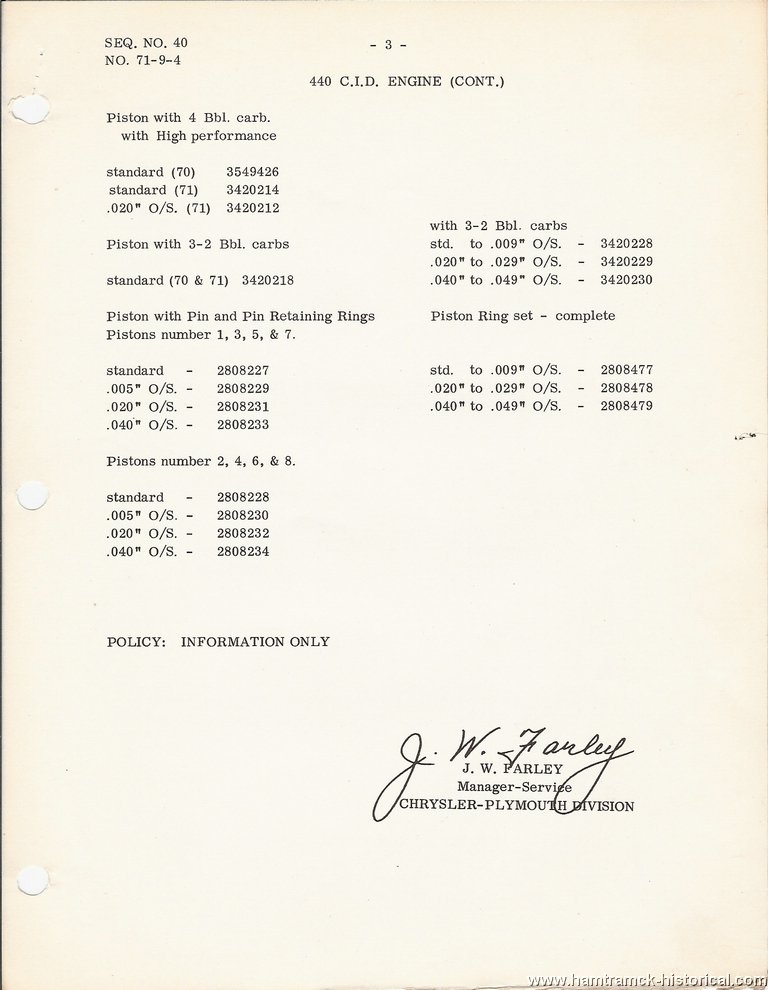 SEQ. NO. 40
- 3 -
NO. 71-9-4
440 C.I.D. ENGINE (CONT.)
Piston with 4 Bbl. carb.
with High performance
standard (70) 3549426
standard (71) 3420214
.020" O/S. (71) 3420212
Piston with 3-2 Bbl. carbs
standard (70 & 71) 3420218
Piston with Pin and Pin Retaining Rings
Pistons number 1, 3, 5, & 7.
standard - 2808227
.005" O/S. - 2808229
.020" O/S. - 2808231
.040" O/S. - 2808233
Pistons number 2, 4, 6, & 8.
standard - 2808228
.005" O/S. - 2808230
.020" O/S. - 2808232
.040" O/S. - 2808234
with 3-2 Bbl. carbs
std. to .009" O/S. - 3420228
.020" to .029" O/S. - 3420229
.040" to .049" O/S. - 3420230
Piston Ring set - complete
std. to .009" O/S. - 2808477
.020" to .029" O/S. - 2808478
.040" to .049" O/S. - 2808479
POLICY: INFORMATION ONLY
J. W. Farley
J. W. FARLEY
Manager-Service
CHRYSLER-PLYMOUTH DIVISION
www.hamtramck-historical.com